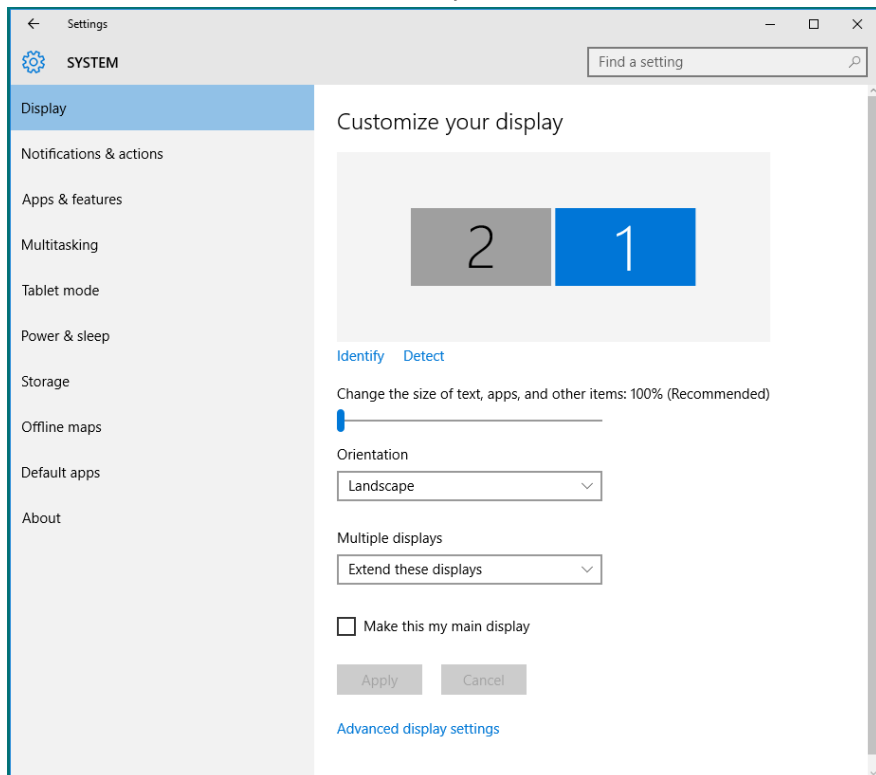 Settings
SYSTEM
Find a setting
Display
Notifications & actions
Apps & features
Multitasking
Tablet mode
Power & sleep
Storage
Offline maps
Default apps
About
Customize your display
2 1
Identify Detect
Change the size of text, apps, and other items: 100% (Recommended)
Orientation
Landscape
Multiple displays
Extend these displays
Make this my main display
Apply Cancel
Advanced display settings